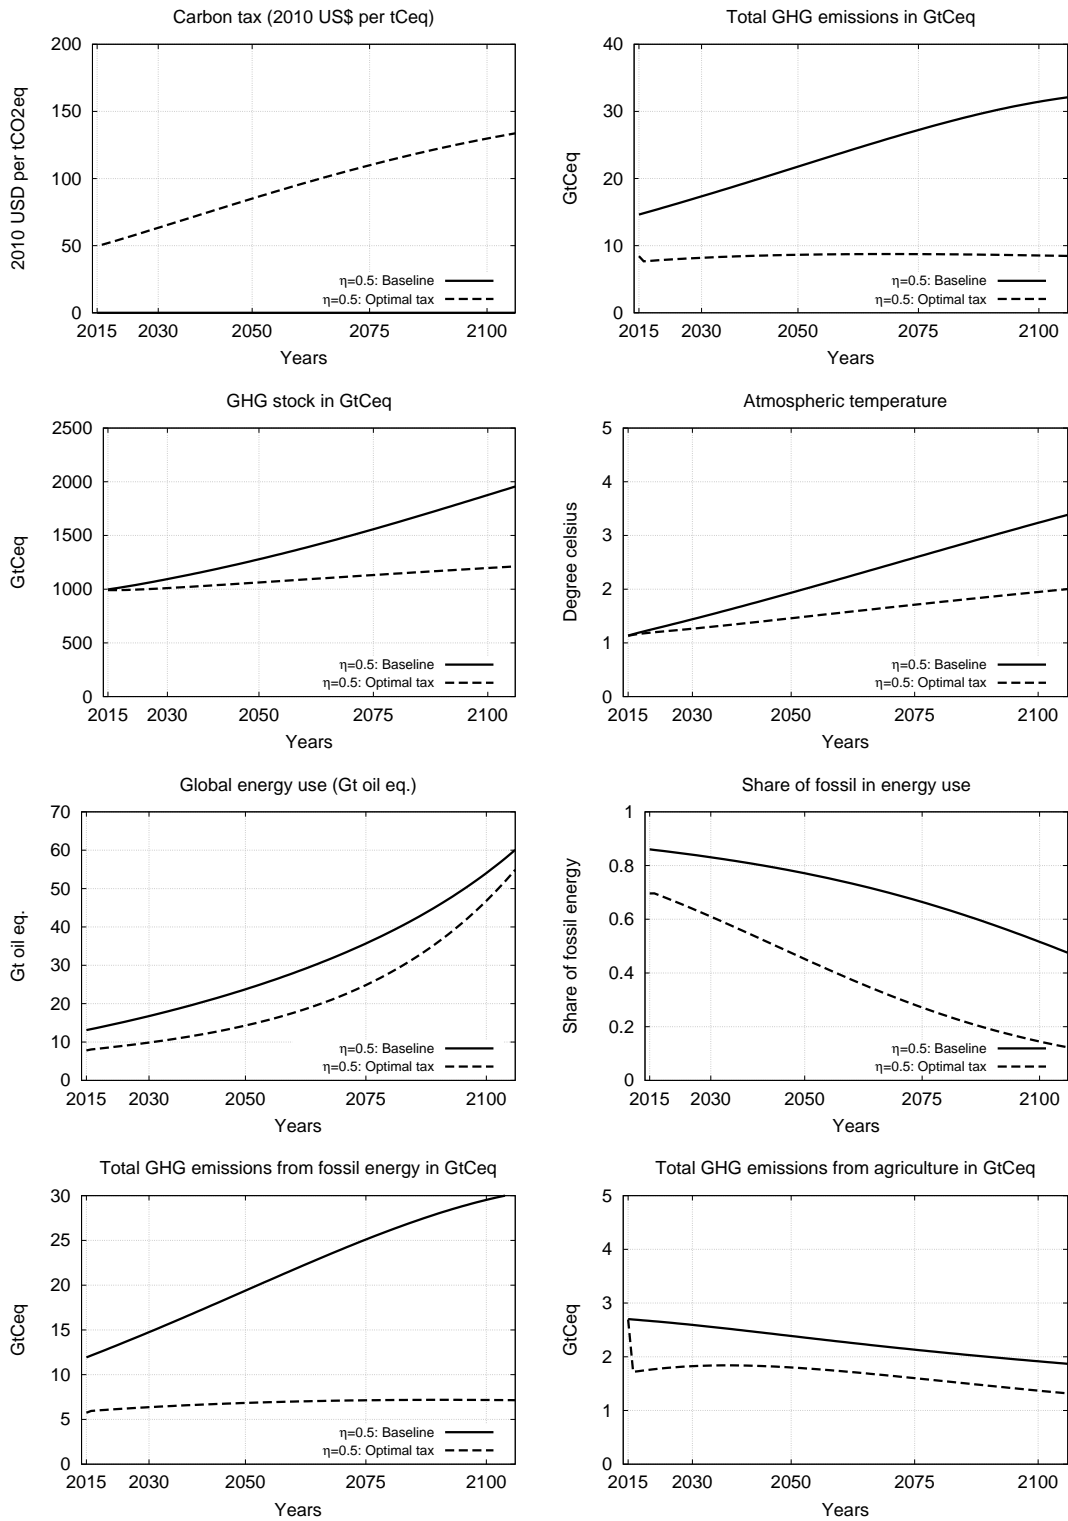 Carbon tax (2010 US$ per tCeq)
200
150
100
50
0
2010 USD per tCO2eq
η=0.5: Baseline
η=0.5: Optimal tax
2015 2030 2050 2075 2100
Years
Total GHG emissions in GtCeq
40
30
20
10
0
GtCeq
η=0.5: Baseline
η=0.5: Optimal tax
2015 2030 2050 2075 2100
Years
GHG stock in GtCeq
2500
2000
1500
1000
500
0
GtCeq
η=0.5: Baseline
η=0.5: Optimal tax
2015 2030 2050 2075 2100
Years
Atmospheric temperature
5
4
3
2
1
0
Degree celsius
η=0.5: Baseline
η=0.5: Optimal tax
2015 2030 2050 2075 2100
Years
Global energy use (Gt oil eq.)
70
60
50
40
30
20
10
0
Gt oil eq.
η=0.5: Baseline
η=0.5: Optimal tax
2015 2030 2050 2075 2100
Years
Share of fossil in energy use
1
0.8
0.6
0.4
0.2
0
Share of fossil energy
η=0.5: Baseline
η=0.5: Optimal tax
2015 2030 2050 2075 2100
Years
Total GHG emissions from fossil energy in GtCeq
30
25
20
15
10
5
0
GtCeq
η=0.5: Baseline
η=0.5: Optimal tax
2015 2030 2050 2075 2100
Years
Total GHG emissions from agriculture in GtCeq
5
4
3
2
1
0
GtCeq
2015 2030 2050 2075 2100
Years